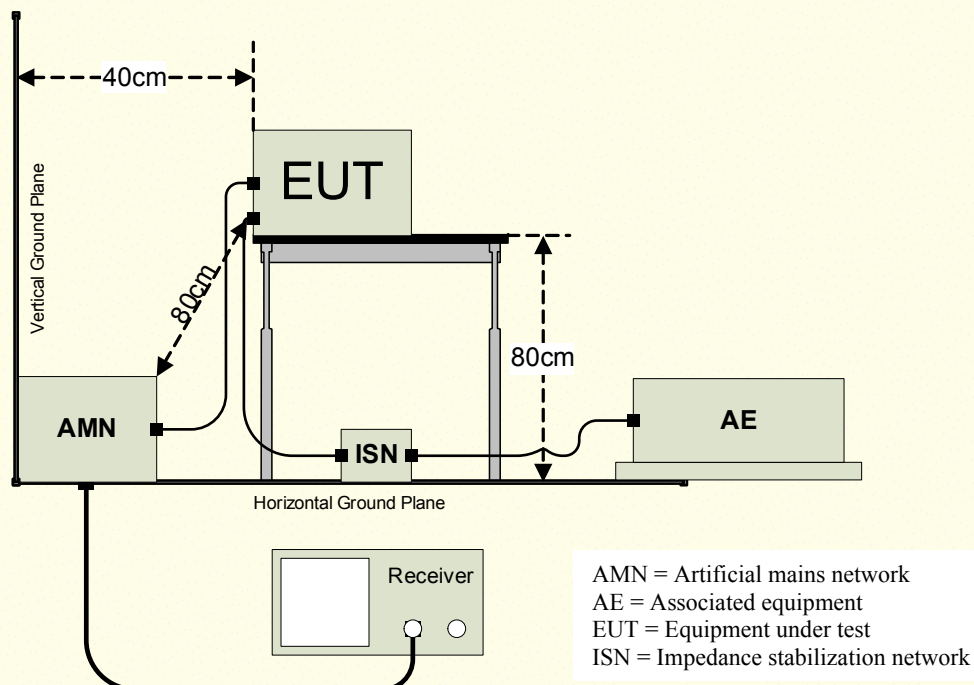 40cm
EUT
Vertical Ground Plane
80cm
80cm
AMN
ISN
AE
Horizontal Ground Plane
Receiver
AMN = Artificial mains network
AE = Associated equipment
EUT = Equipment under test
ISN = Impedance stabilization network